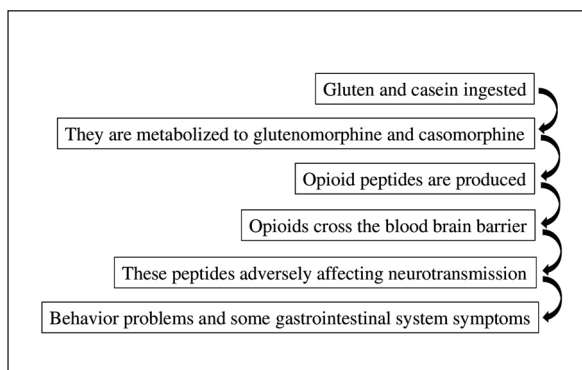 Gluten and casein ingested
They are metabolized to glutenomorphine and casomorphine
Opioid peptides are produced
Opioids cross the blood brain barrier
These peptides adversely affecting neurotransmission
Behavior problems and some gastrointestinal system symptoms